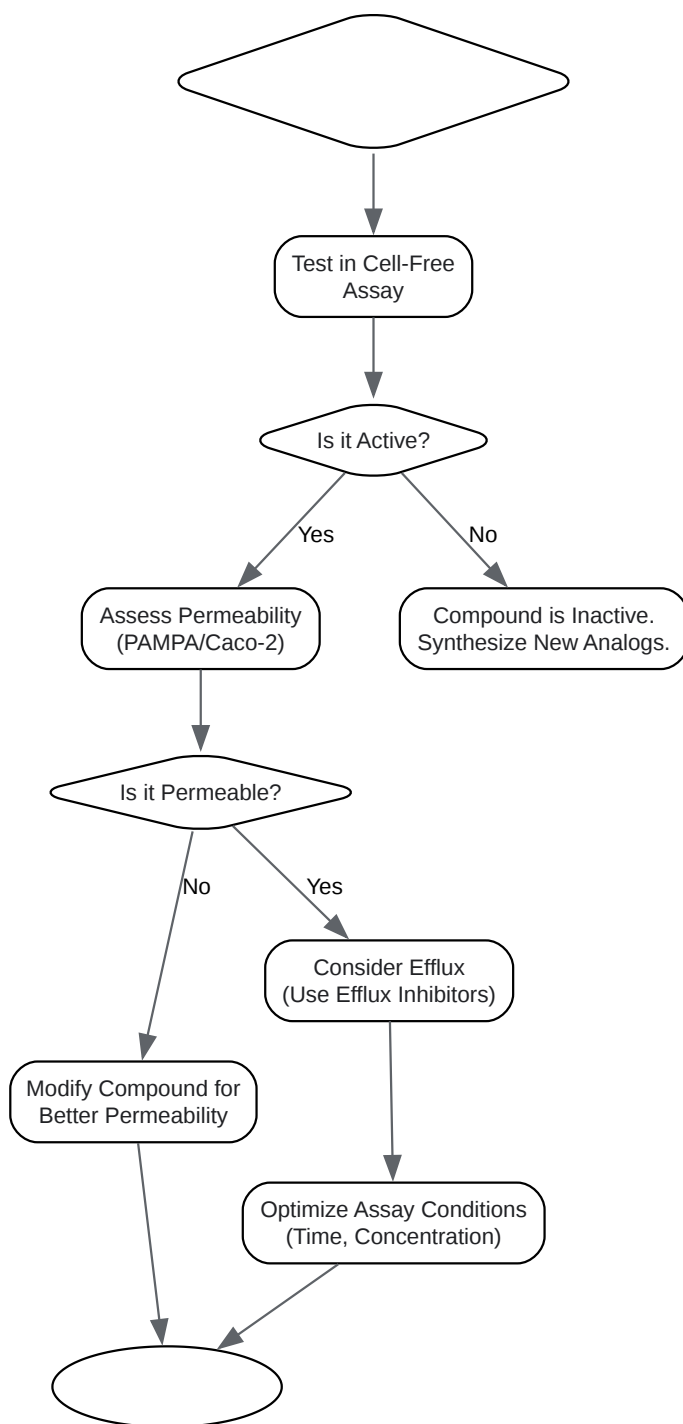 Test in Cell-Free
Assay
Is it Active?
Yes
No
Assess Permeability
(PAMPA/Caco-2)
Compound is Inactive.
Synthesize New Analogs.
Is it Permeable?
No
Yes
Consider Efflux
(Use Efflux Inhibitors)
Modify Compound for
Better Permeability
Optimize Assay Conditions
(Time, Concentration)